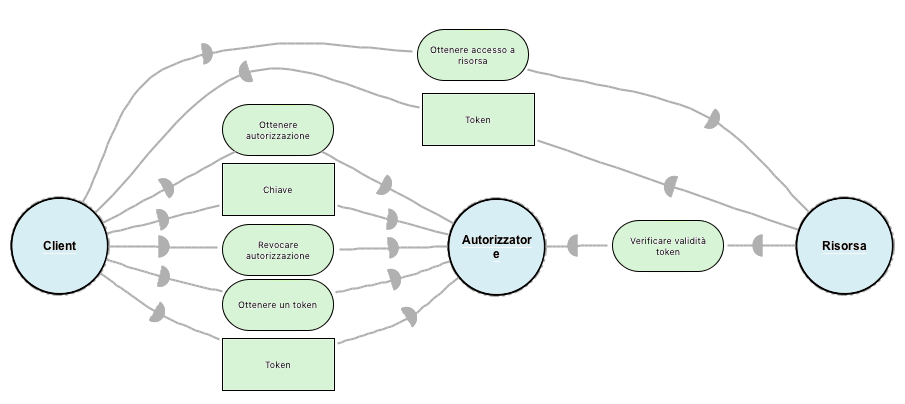 Ottenere accesso a
risorsa
Token
Ottenere
autorizzazione
Chiave
Revocare
autorizzazione
Ottenere un token
Token
Client
Autorizzator
e
Verificare validità
token
Risorsa